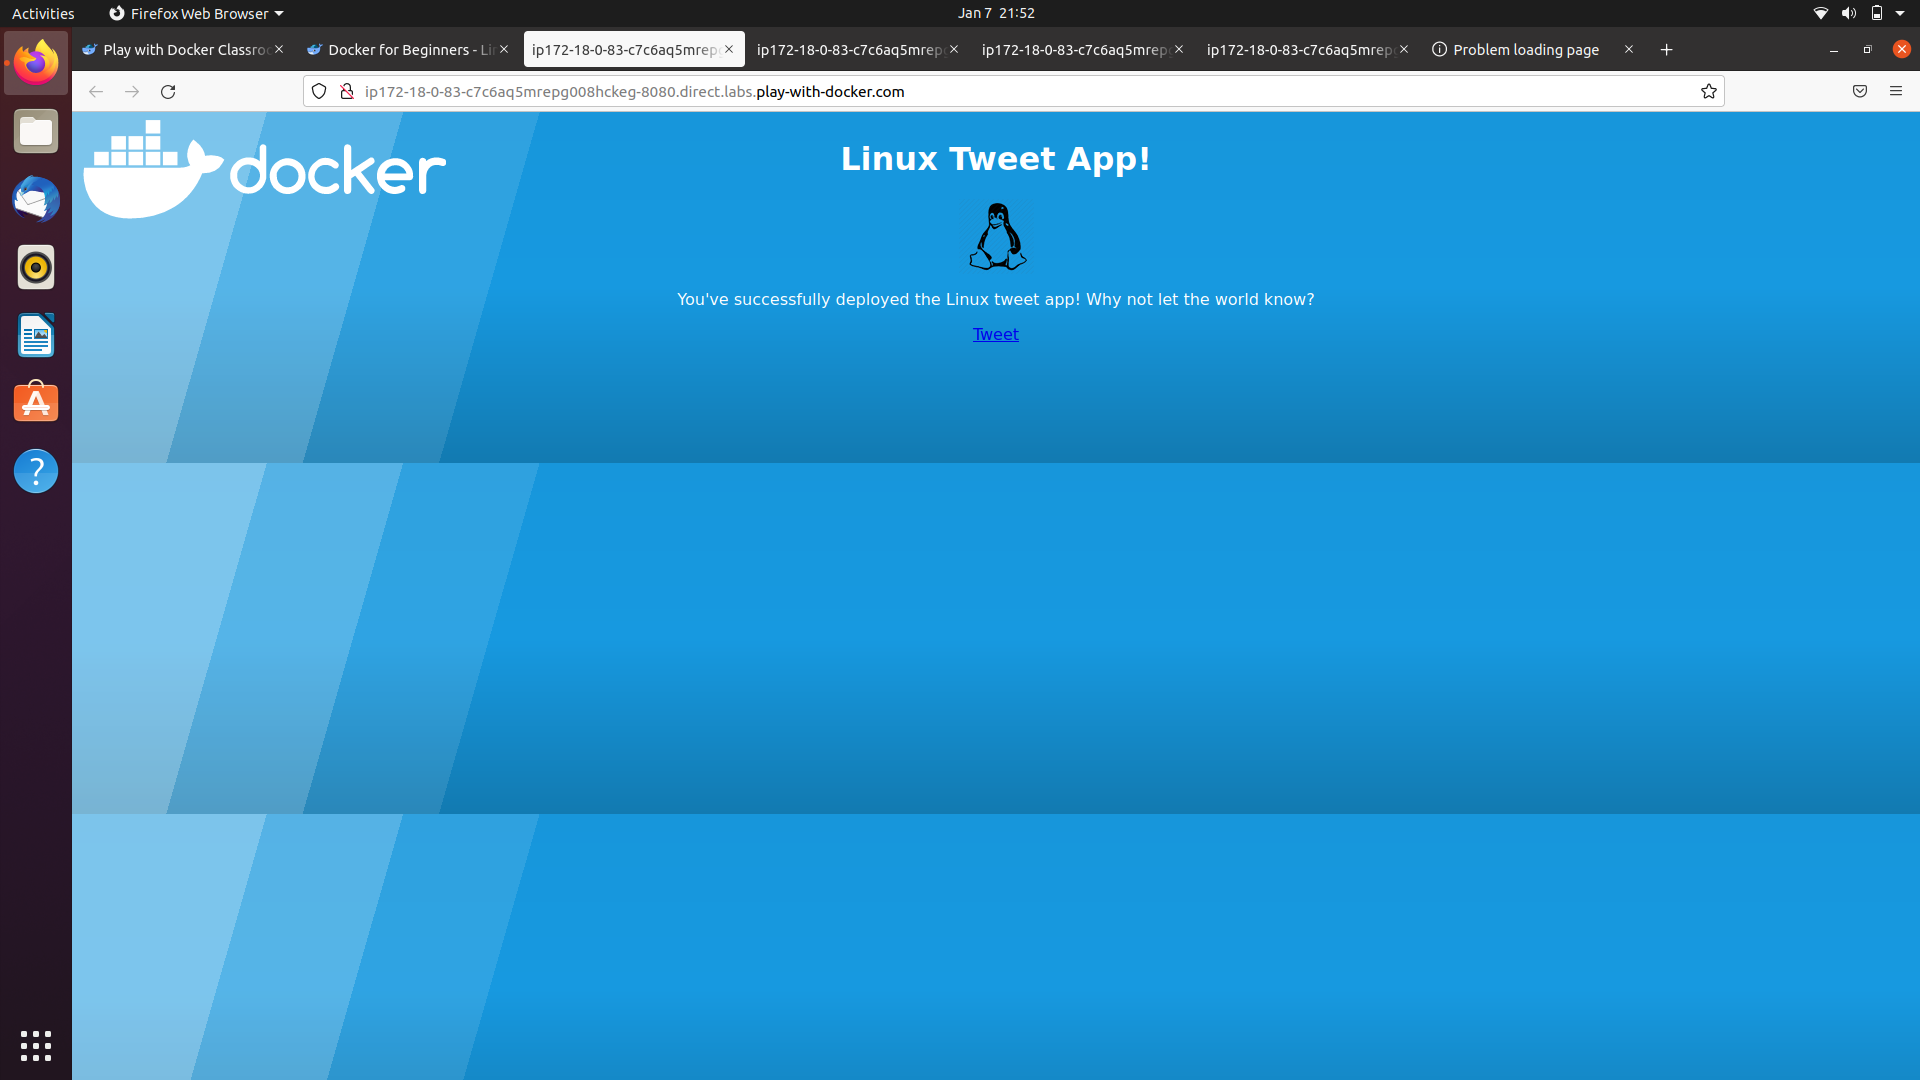 Activities
Firefox Web Browser
Jan 7 21:52
Play with Docker Classro
Docker for Beginners - Li
ip172-18-0-83-c7c6aq5mrep
ip172-18-0-83-c7c6aq5mrep
ip172-18-0-83-c7c6aq5mrep
ip172-18-0-83-c7c6aq5mrep
Problem loading page
ip172-18-0-83-c7c6aq5mrepg008hckeg-8080.direct.labs.play-with-docker.com
docker
Linux Tweet App!
You've successfully deployed the Linux tweet app! Why not let the world know?
Tweet